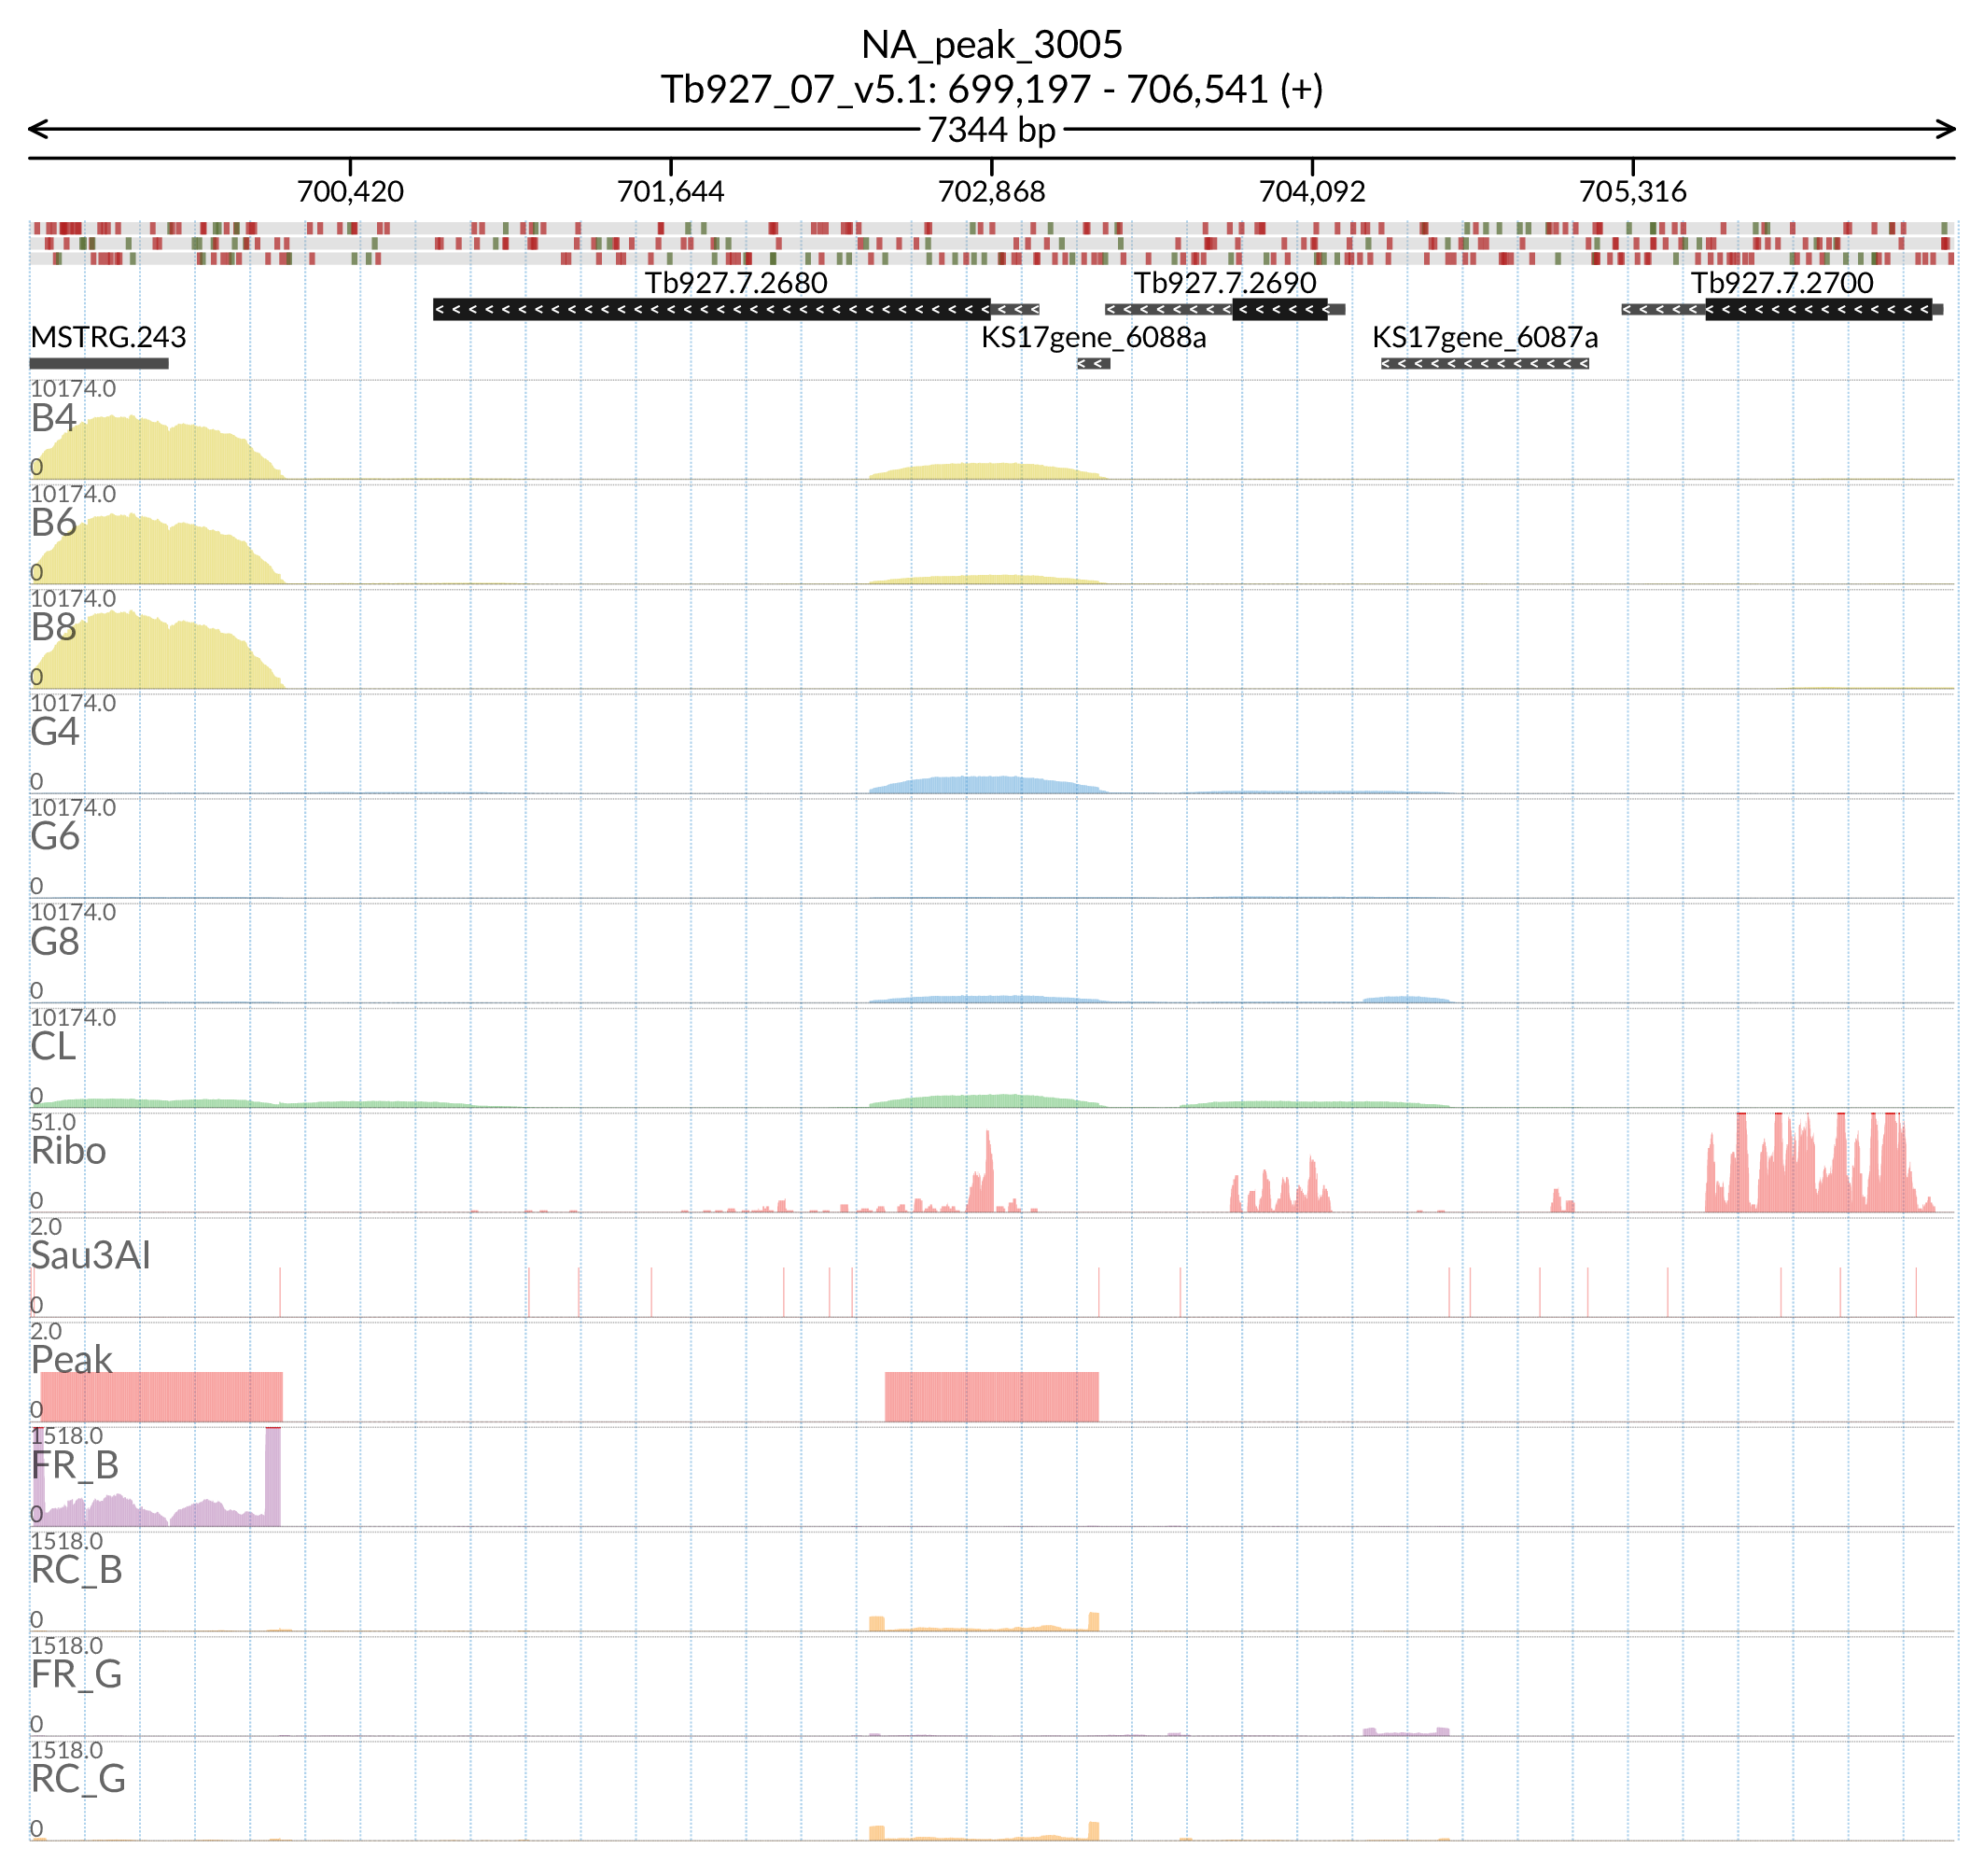 NA_peak_3005
Tb927_07_v5.1: 699,197 - 706,541 (+)
7344 bp
700,420 701,644 702,868 704,092 705,316
Tb927.7.2680 Tb927.7.2690 Tb927.7.2700
MSTRG.243 KS17gene_6088a KS17gene_6087a
10174.0
B4
0
10174.0
B6
0
10174.0
B8
0
10174.0
G4
0
10174.0
G6
0
10174.0
G8
0
10174.0
CL
0
51.0
Ribo
0
2.0
Sau3AI
0
2.0
Peak
0
1518.0
FR_B
0
1518.0
RC_B
0
1518.0
FR_G
0
1518.0
RC_G
0